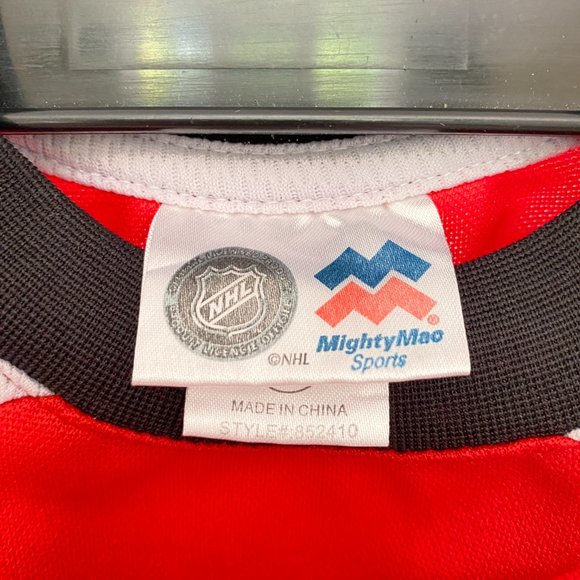 NHL
©NHL
MightyMac®
Sports
MADE IN CHINA
STYLE#:852410